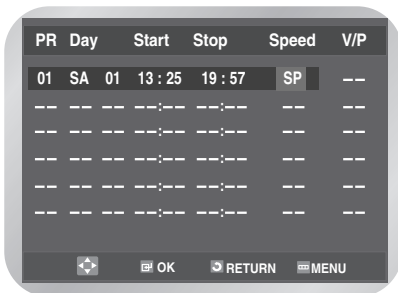 PR Day Start Stop Speed V/P
01 SA 01 13 : 25 19 : 57 SP – –
– – – – – – – –:– – – –:– – – – – –
– – – – – – – –:– – – –:– – – – – –
– – – – – – – –:– – – –:– – – – – –
– – – – – – – –:– – – –:– – – – – –
– – – – – – – –:– – – –:– – – – – –
OK RETURN MENU